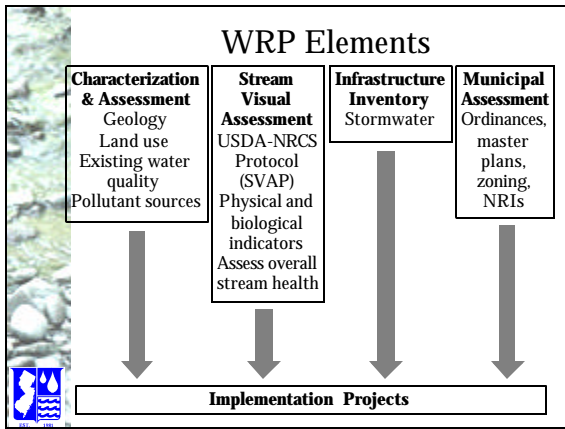 WRP Elements
Characterization
& Assessment
Geology
Land use
Existing water
quality
Pollutant sources
Stream
Visual
Assessment
USDA-NRCS
Protocol
(SVAP)
Physical and
biological
indicators
Assess overall
stream health
Infrastructure
Inventory
Stormwater
Municipal
Assessment
Ordinances,
master
plans,
zoning,
NRIs
Implementation Projects
EST. 1981